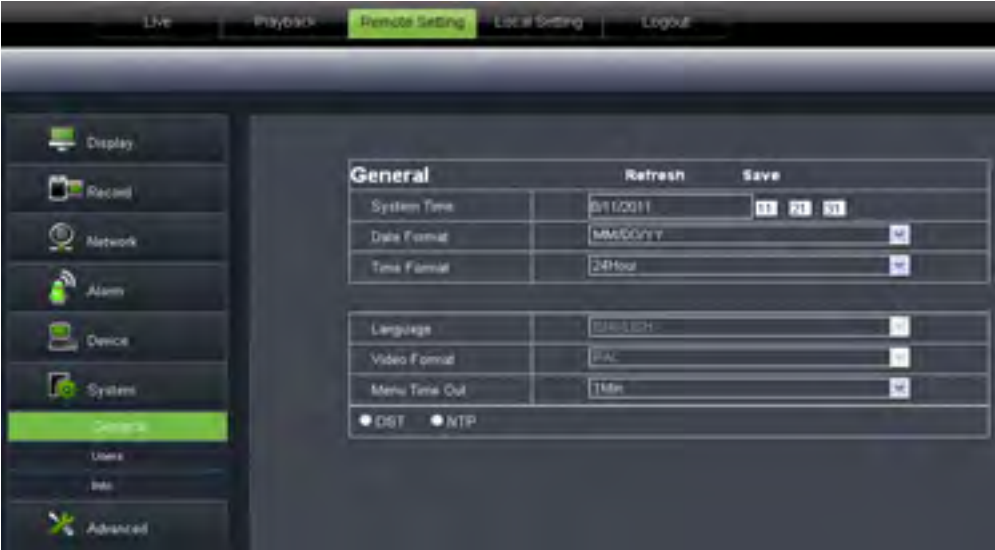 Live Playback Remote Setting Local Setting Logout
Display
Record
Network
Alarm
Device
System
General
Users
Info
Advanced
General Refresh Save
System Time 8/11/2011 11 21 31
Date Format MM/DD/YY
Time Format 24Hour
Language ENGLISH
Video Format PAL
Menu Time Out 1Min
DST NTP